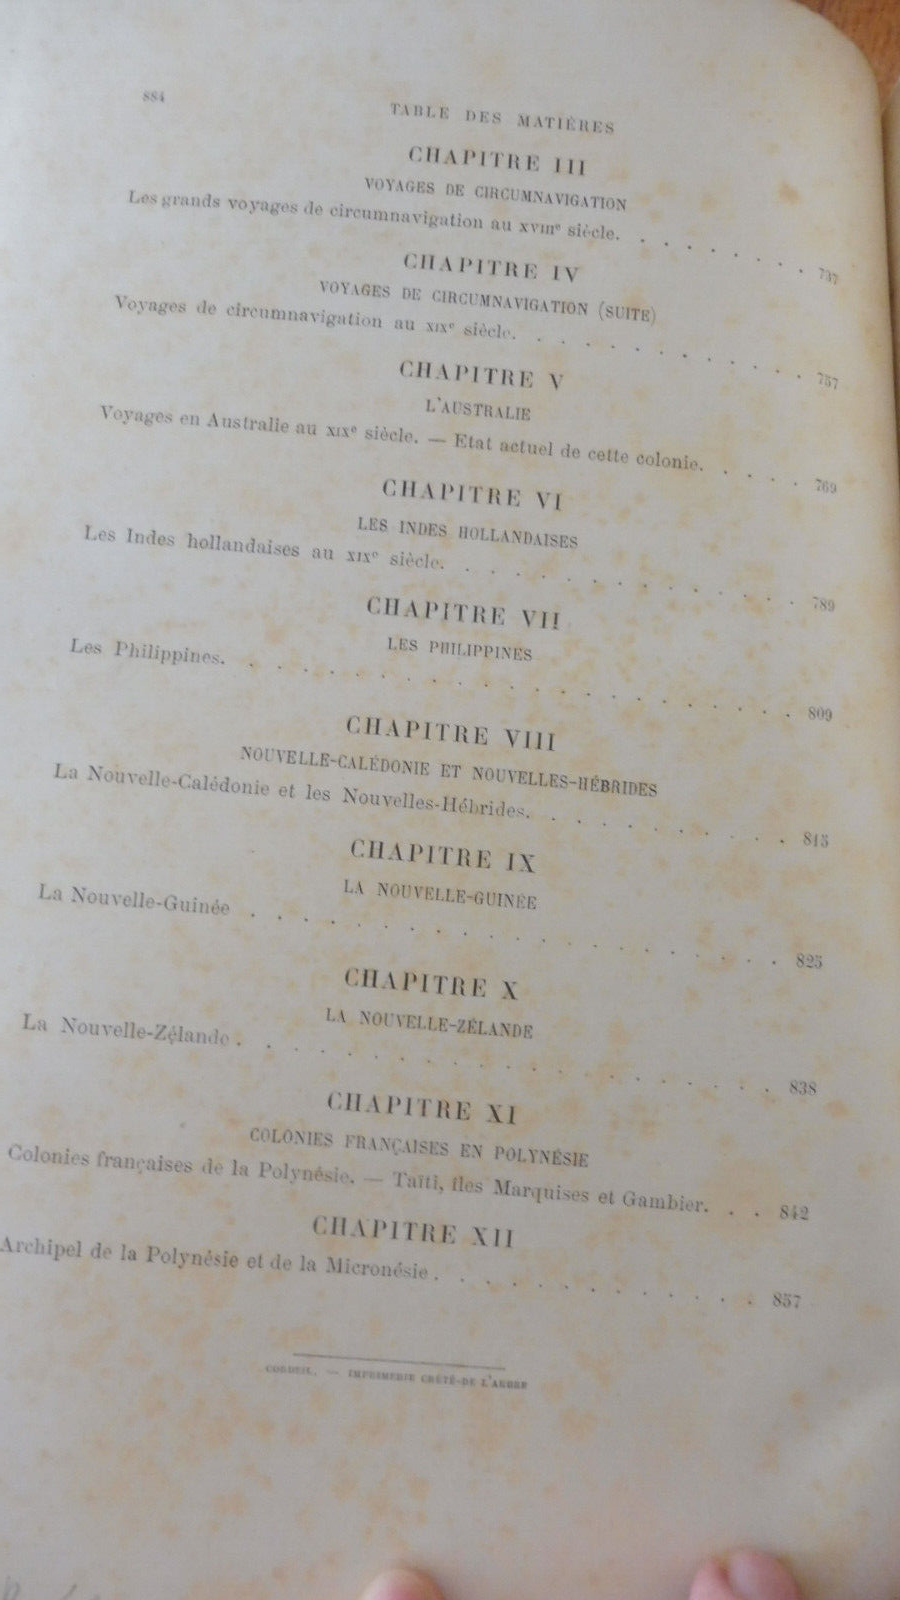 884
TABLE DES MATIÈRES
CHAPITRE III
VOYAGES DE CIRCUMNAVIGATION
Les grands voyages de circumnavigation au XVIIIe siècle. . . . . . . . 737
CHAPITRE IV
VOYAGES DE CIRCUMNAVIGATION (SUITE)
Voyages de circumnavigation au XIXe siècle. . . . . . . . . . . . 757
CHAPITRE V
L'AUSTRALIE
Voyages en Australie au XIXe siècle. — Etat actuel de cette colonie. . . . . 769
CHAPITRE VI
LES INDES HOLLANDAISES
Les Indes hollandaises au XIXe siècle. . . . . . . . . . . . . . 789
CHAPITRE VII
LES PHILIPPINES
Les Philippines. . . . . . . . . . . . . . . . . . . . . . 809
CHAPITRE VIII
NOUVELLE-CALÉDONIE ET NOUVELLES-HÉBRIDES
La Nouvelle-Calédonie et les Nouvelles-Hébrides. . . . . . . . . . . 815
CHAPITRE IX
LA NOUVELLE-GUINÉE
La Nouvelle-Guinée . . . . . . . . . . . . . . . . . . . . . 825
CHAPITRE X
LA NOUVELLE-ZÉLANDE
La Nouvelle-Zélande . . . . . . . . . . . . . . . . . . . . . 838
CHAPITRE XI
COLONIES FRANÇAISES EN POLYNÉSIE
Colonies françaises de la Polynésie. — Taïti, îles Marquises et Gambier. . . 842
CHAPITRE XII
Archipel de la Polynésie et de la Micronésie . . . . . . . . . . . . 857
CORBEIL. — IMPRIMERIE CRÉTÉ-DE L'ARBRE